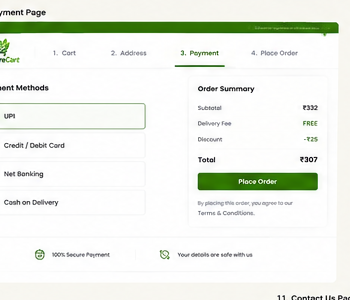 yment Page
reCart
1. Cart
2. Address
3. Payment
4. Place Order
ment Methods
UPI
Credit / Debit Card
Net Banking
Cash on Delivery
Order Summary
Subtotal ₹332
Delivery Fee FREE
Discount -₹25
Total ₹307
Place Order
By placing this order, you agree to our
Terms & Conditions.
100% Secure Payment
Your details are safe with us
11. Contact Us Pag